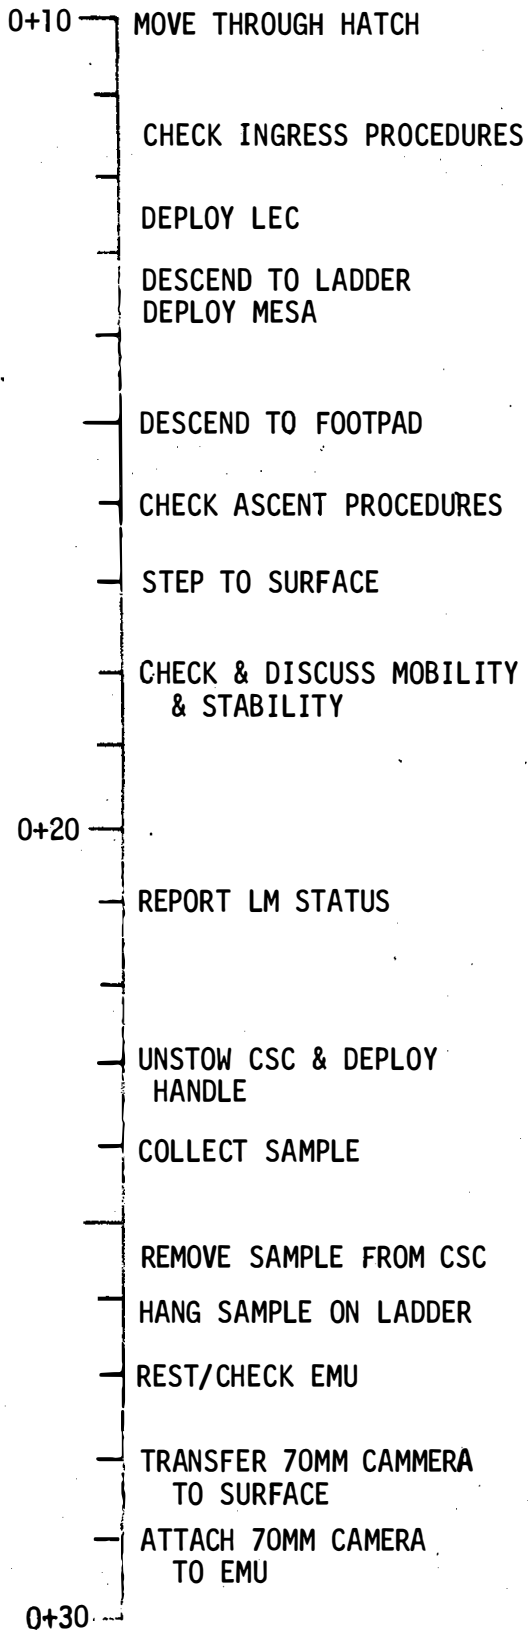 0+10 MOVE THROUGH HATCH
CHECK INGRESS PROCEDURES
DEPLOY LEC
DESCEND TO LADDER
DEPLOY MESA
DESCEND TO FOOTPAD
CHECK ASCENT PROCEDURES
STEP TO SURFACE
CHECK & DISCUSS MOBILITY
& STABILITY
0+20
REPORT LM STATUS
UNSTOW CSC & DEPLOY
HANDLE
COLLECT SAMPLE
REMOVE SAMPLE FROM CSC
HANG SAMPLE ON LADDER
REST/CHECK EMU
TRANSFER 70MM CAMMERA
TO SURFACE
ATTACH 70MM CAMERA
TO EMU
0+30